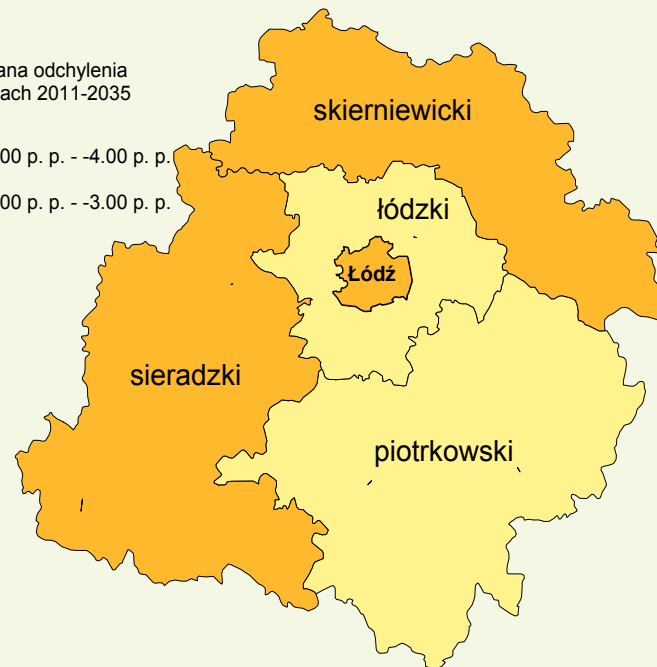 ana odchylenia
ach 2011-2035
skierniewicki
00 p. p. - -4.00 p. p.
00 p. p. - -3.00 p. p.
łódzki
Łódź
sieradzki
piotrkowski